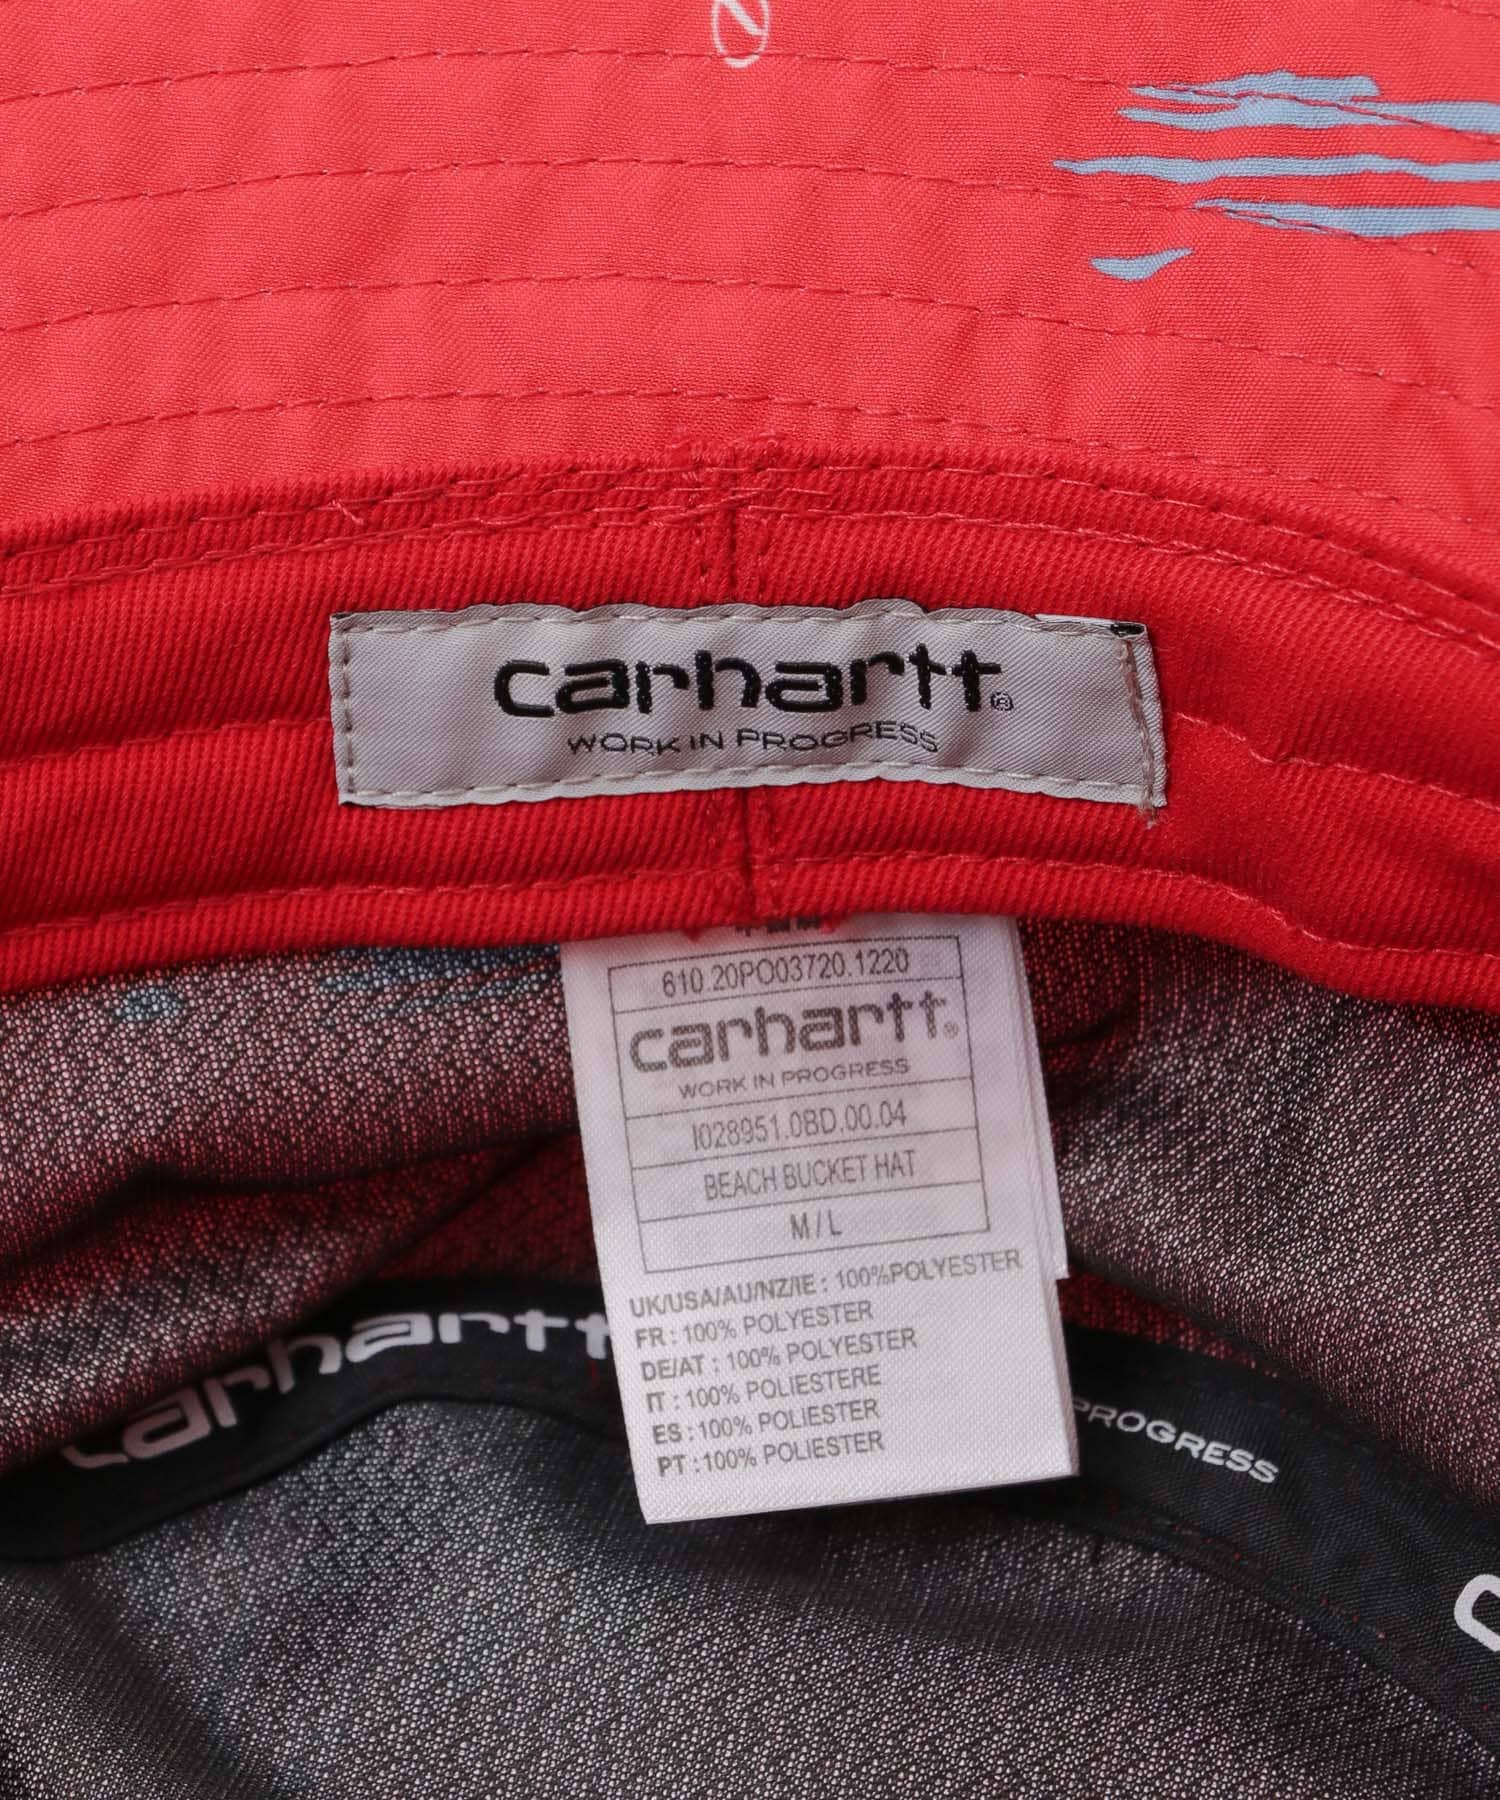 carhartt®
WORK IN PROGRESS
610.20PO03720.1220
carhartt®
WORK IN PROGRESS
I028951.0BD.00.04
BEACH BUCKET HAT
M / L
UK/USA/AU/NZ/IE : 100%POLYESTER
FR : 100% POLYESTER
DE/AT : 100% POLYESTER
IT : 100% POLIESTERE
ES : 100% POLIÉSTER
PT : 100% POLIÉSTER
carhartt
PROGRESS